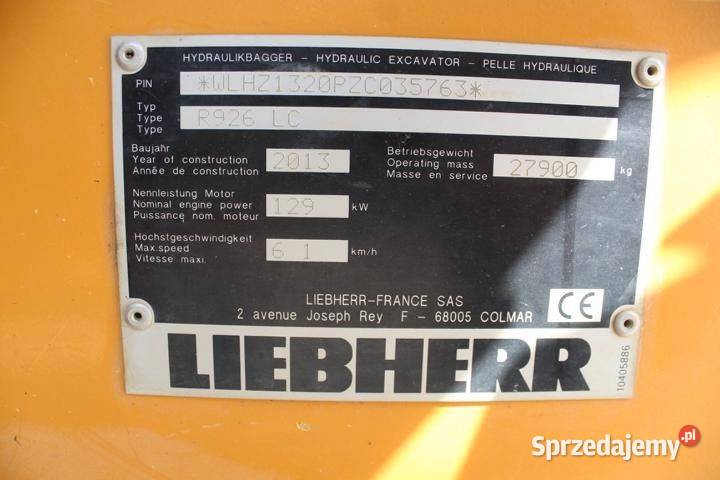 HYDRAULIKBAGGER - HYDRAULIC EXCAVATOR - PELLE HYDRAULIQUE
PIN *WLHZ1320PZC035763*
Typ
Type R926 LC
Type
Baujahr
Year of construction 2013
Année de construction
Betriebsgewicht
Operating mass 27900 kg
Masse en service
Nennleistung Motor
Nominal engine power 129 kW
Puissance nom. moteur
Höchstgeschwindigkeit
Max.speed 6 1 km/h
Vitesse maxi.
LIEBHERR-FRANCE SAS
2 avenue Joseph Rey F - 68005 COLMAR
CE
LIEBHERR
10405886
Sprzedajemy.pl